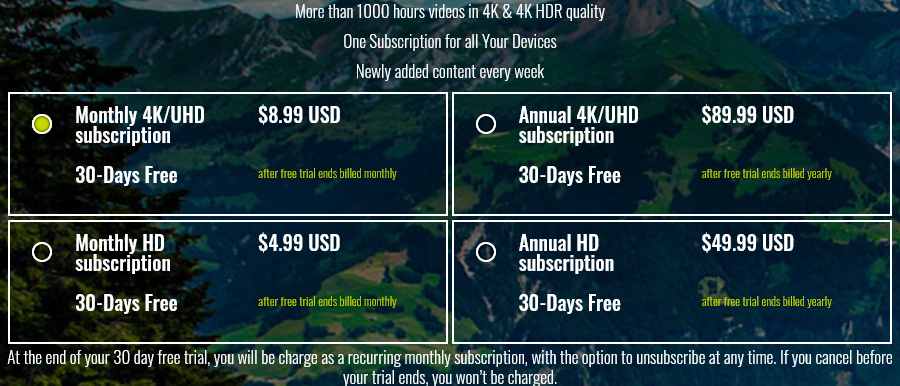 More than 1000 hours videos in 4K & 4K HDR quality
One Subscription for all Your Devices
Newly added content every week
Monthly 4K/UHD
subscription
$8.99 USD
30-Days Free
after free trial ends billed monthly
Annual 4K/UHD
subscription
$89.99 USD
30-Days Free
after free trial ends billed yearly
Monthly HD
subscription
$4.99 USD
30-Days Free
after free trial ends billed monthly
Annual HD
subscription
$49.99 USD
30-Days Free
after free trial ends billed yearly
At the end of your 30 day free trial, you will be charge as a recurring monthly subscription, with the option to unsubscribe at any time. If you cancel before
your trial ends, you won't be charged.